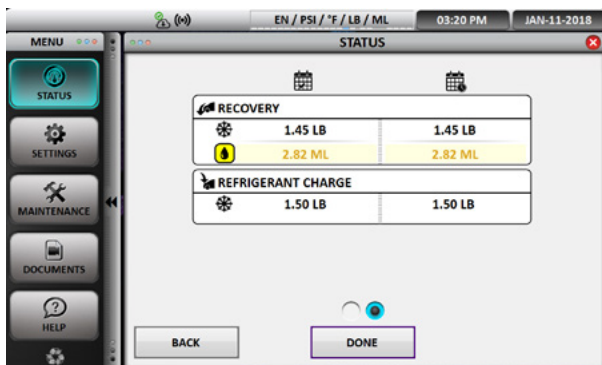 EN / PSI / °F / LB / ML 03:20 PM JAN-11-2018
MENU STATUS
STATUS
SETTINGS
MAINTENANCE
DOCUMENTS
HELP
RECOVERY
1.45 LB 1.45 LB
2.82 ML 2.82 ML
REFRIGERANT CHARGE
1.50 LB 1.50 LB
BACK DONE